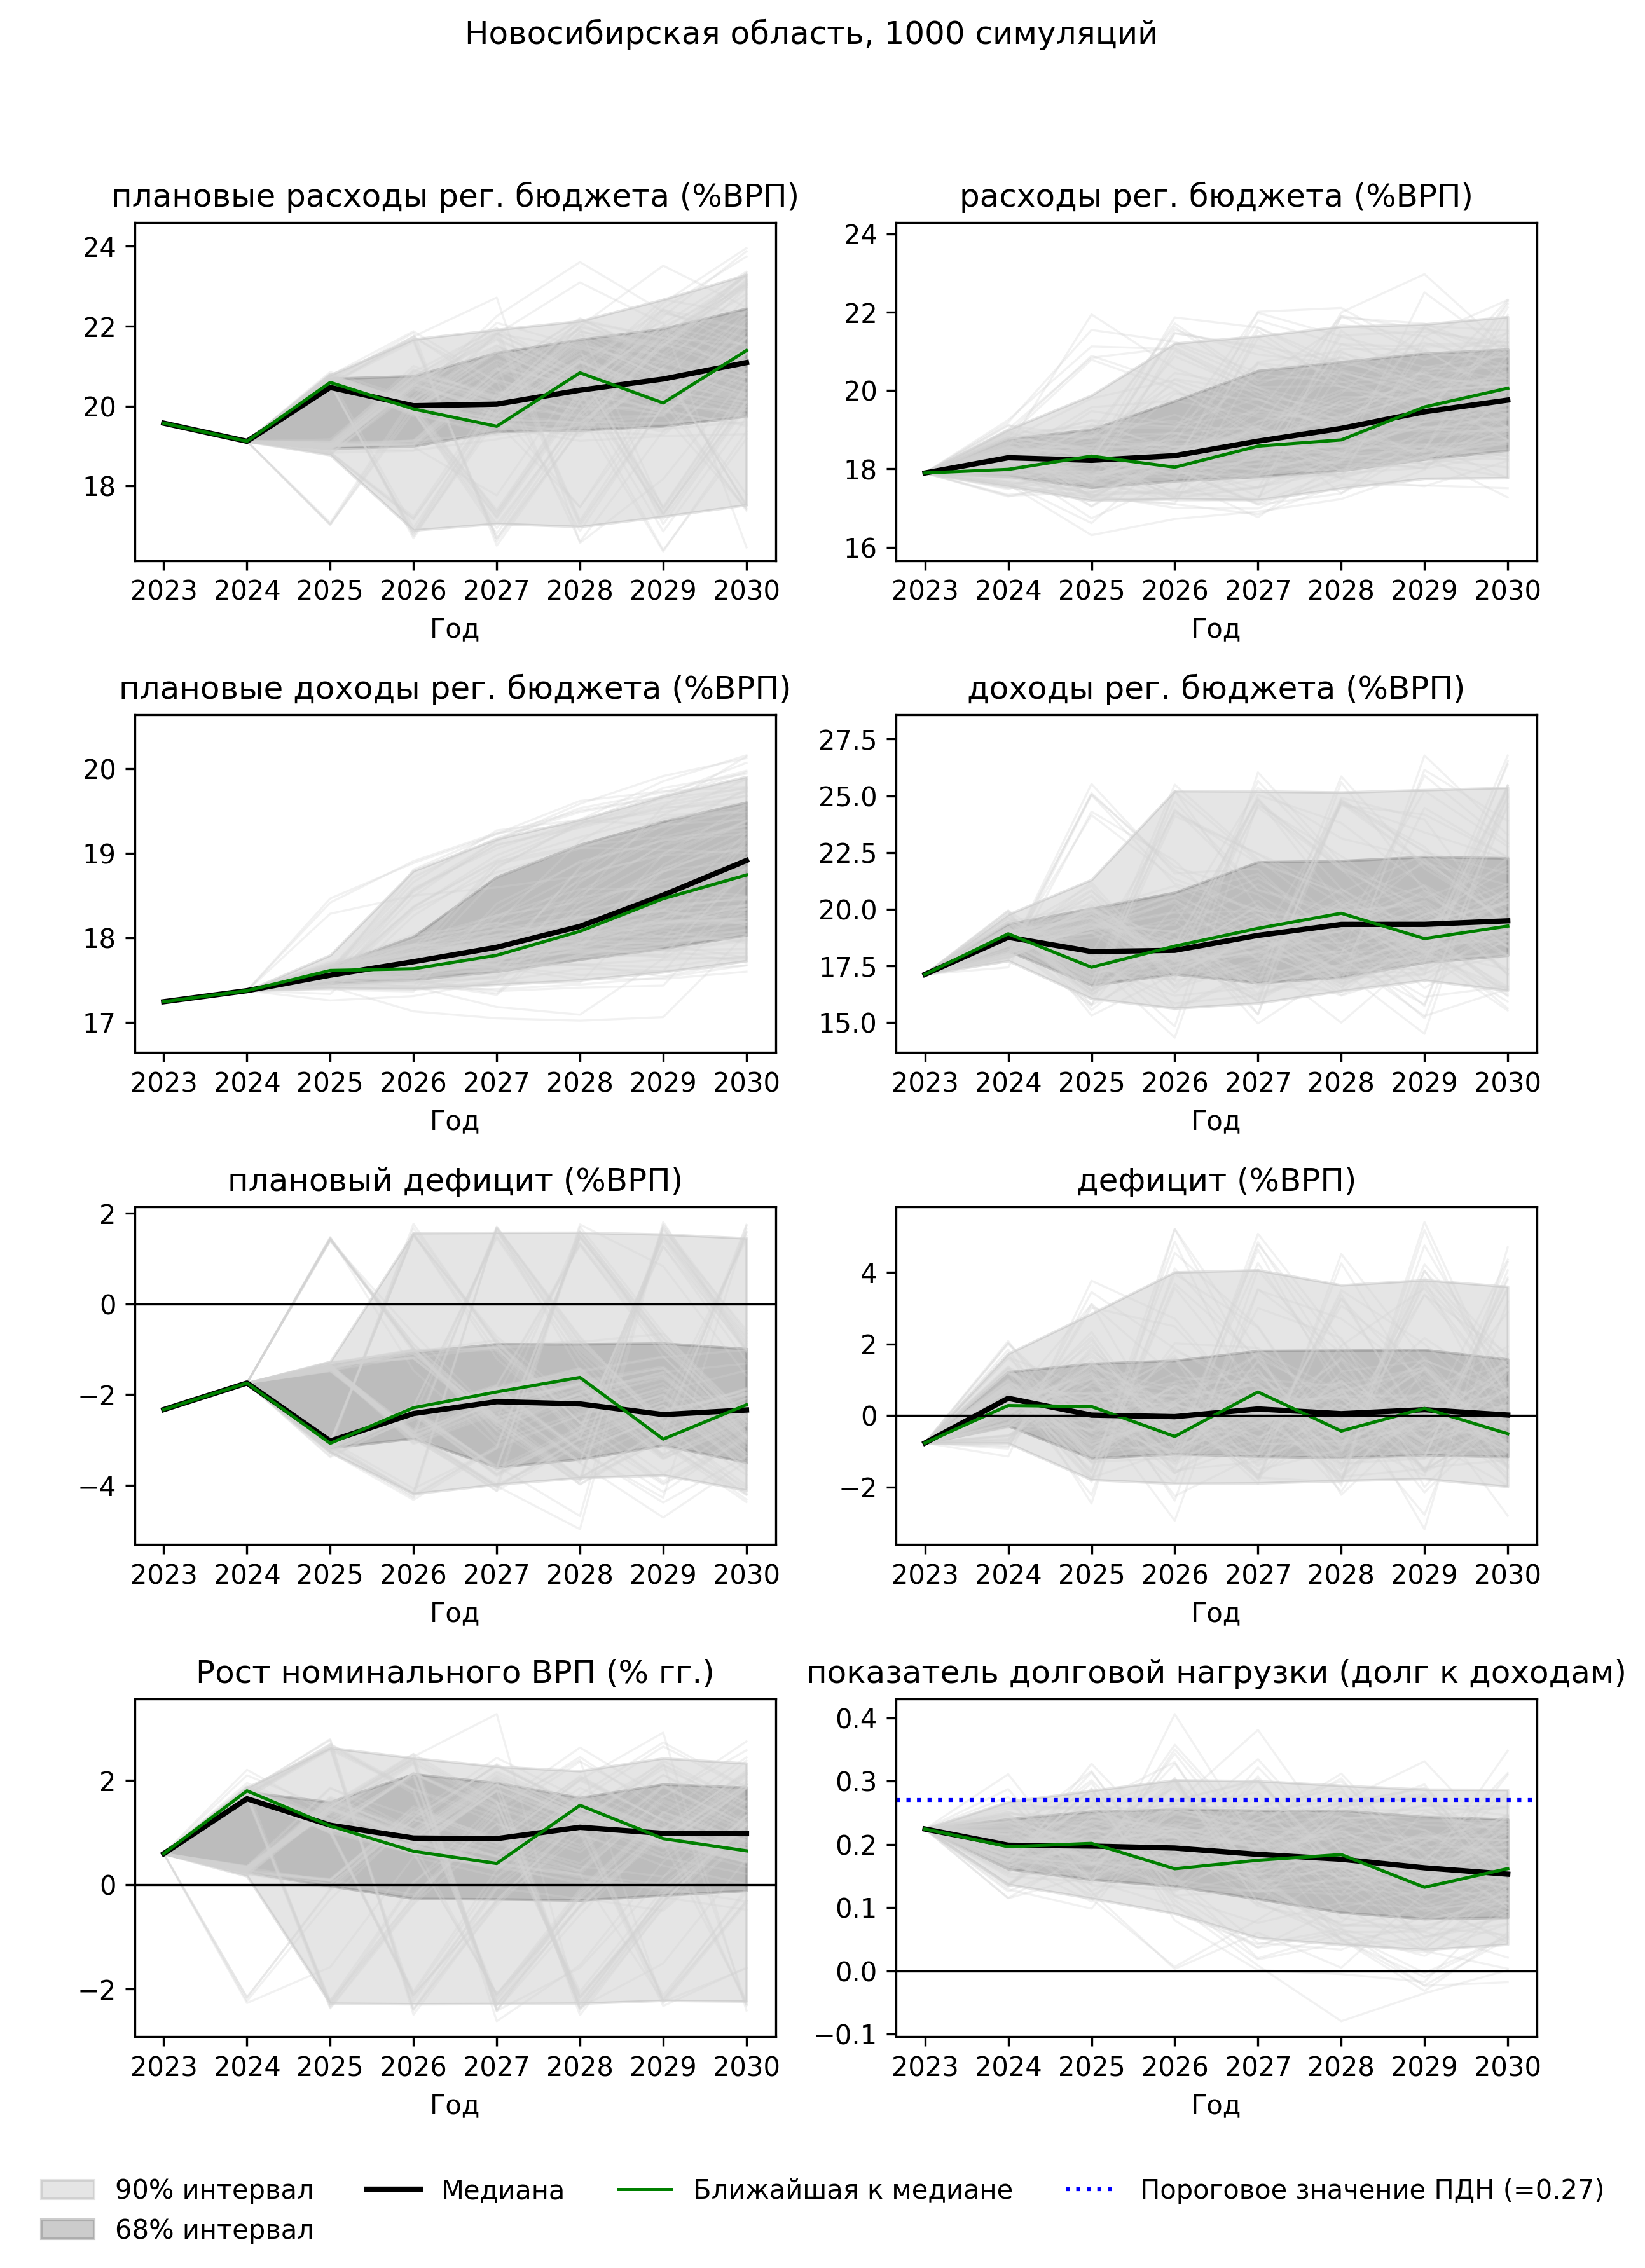 Новосибирская область, 1000 симуляций
плановые расходы рег. бюджета (%ВРП)
24
22
20
18
2023 2024 2025 2026 2027 2028 2029 2030
Год
расходы рег. бюджета (%ВРП)
24
22
20
18
16
2023 2024 2025 2026 2027 2028 2029 2030
Год
плановые доходы рег. бюджета (%ВРП)
20
19
18
17
2023 2024 2025 2026 2027 2028 2029 2030
Год
доходы рег. бюджета (%ВРП)
27.5
25.0
22.5
20.0
17.5
15.0
2023 2024 2025 2026 2027 2028 2029 2030
Год
плановый дефицит (%ВРП)
2
0
−2
−4
2023 2024 2025 2026 2027 2028 2029 2030
Год
дефицит (%ВРП)
4
2
0
−2
2023 2024 2025 2026 2027 2028 2029 2030
Год
Рост номинального ВРП (% гг.)
2
0
−2
2023 2024 2025 2026 2027 2028 2029 2030
Год
показатель долговой нагрузки (долг к доходам)
0.4
0.3
0.2
0.1
0.0
−0.1
2023 2024 2025 2026 2027 2028 2029 2030
Год
90% интервал
68% интервал
Медиана
Ближайшая к медиане
Пороговое значение ПДН (=0.27)